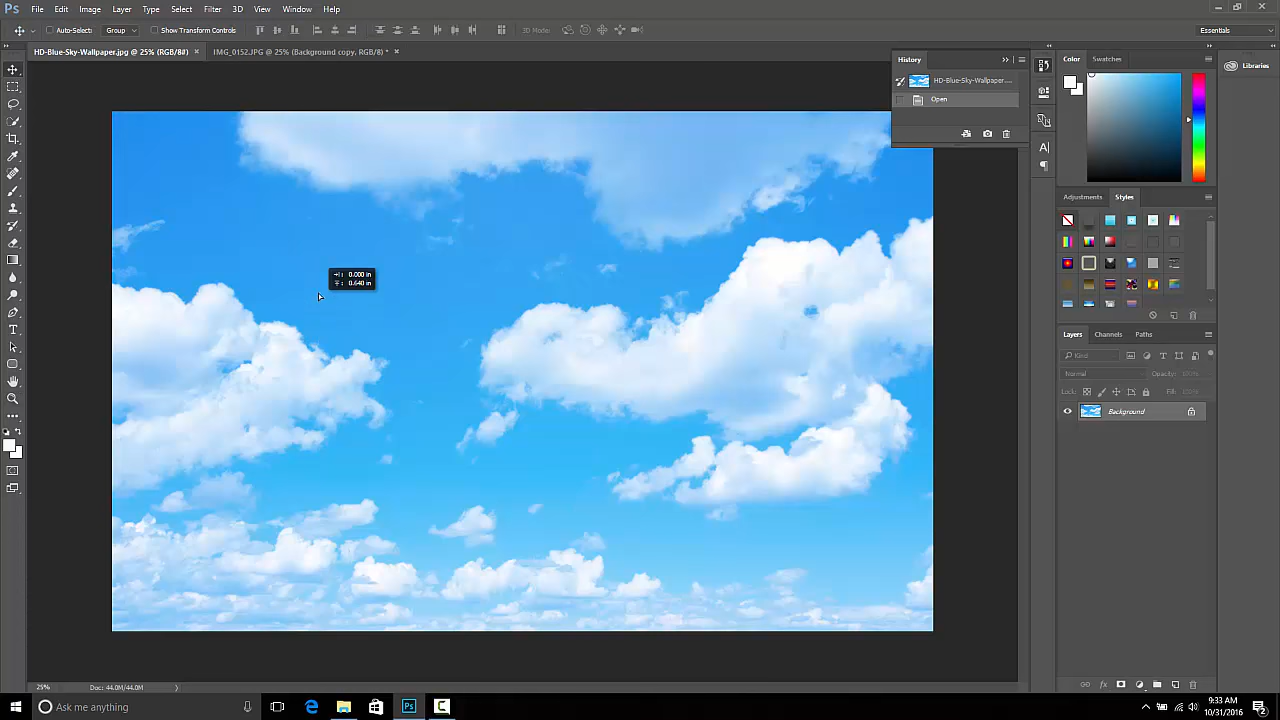 Ps File Edit Image Layer Type Select Filter 3D View Window Help
Auto-Select: Group Show Transform Controls 3D Mode: Essentials
HD-Blue-Sky-Wallpaper.jpg @ 25% (RGB/8#) × IMG_0152.JPG @ 25% (Background copy, RGB/8) * ×
History
HD-Blue-Sky-Wallpaper....
Open
Color Swatches
Libraries
Adjustments Styles
0.000 in
0.640 in
Layers Channels Paths
Kind
Normal Opacity: 100%
Lock: Fill: 100%
Background
25% Doc: 44.0M/44.0M
Ask me anything
9:33 AM
10/31/2016